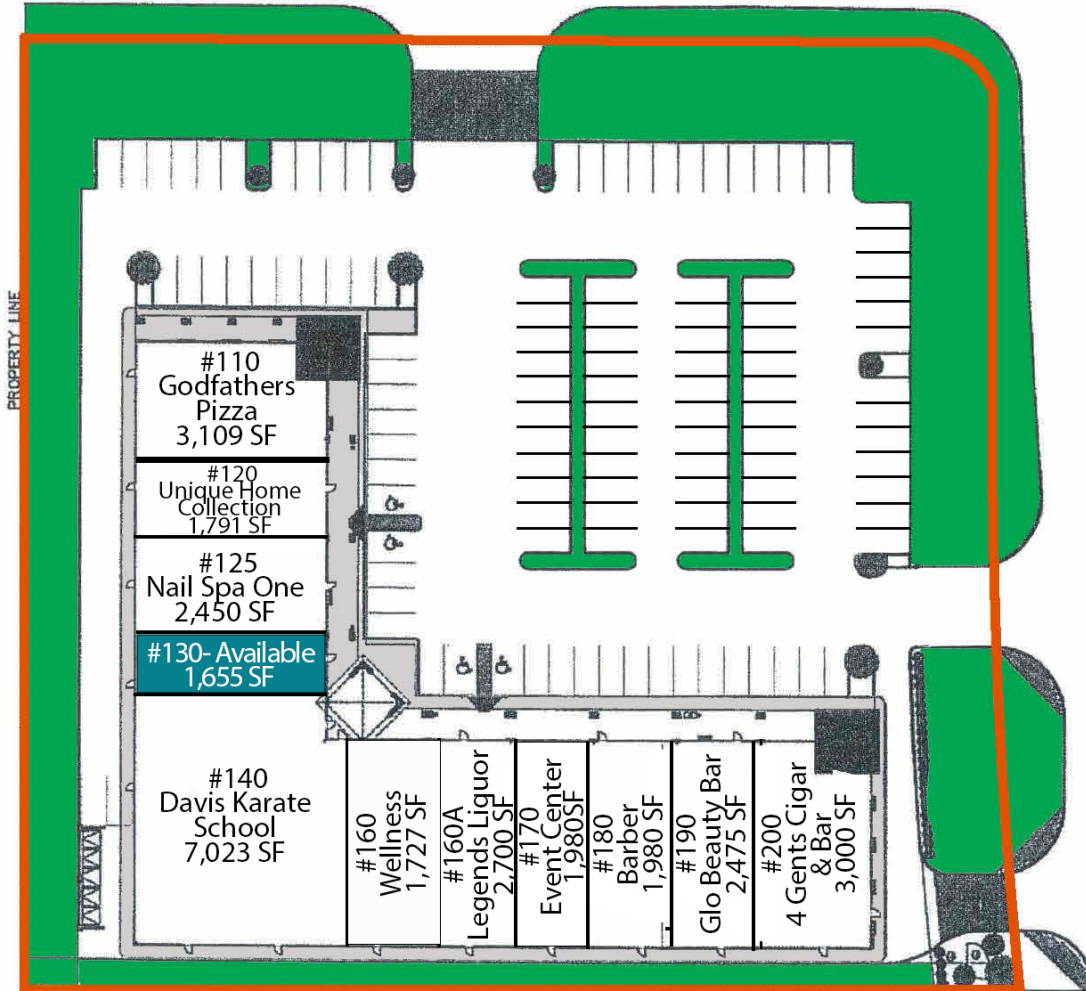 PROPERTY LINE
#110
Godfathers
Pizza
3,109 SF
#120
Unique Home
Collection
1,791 SF
#125
Nail Spa One
2,450 SF
#130- Available
1,655 SF
#140
Davis Karate
School
7,023 SF
#160
Wellness
1,727 SF
#160A
Legends Liquor
2,700 SF
#170
Event Center
1,980SF
#180
Barber
1,980 SF
#190
Glo Beauty Bar
2,475 SF
#200
4 Gents Cigar
& Bar
3,000 SF